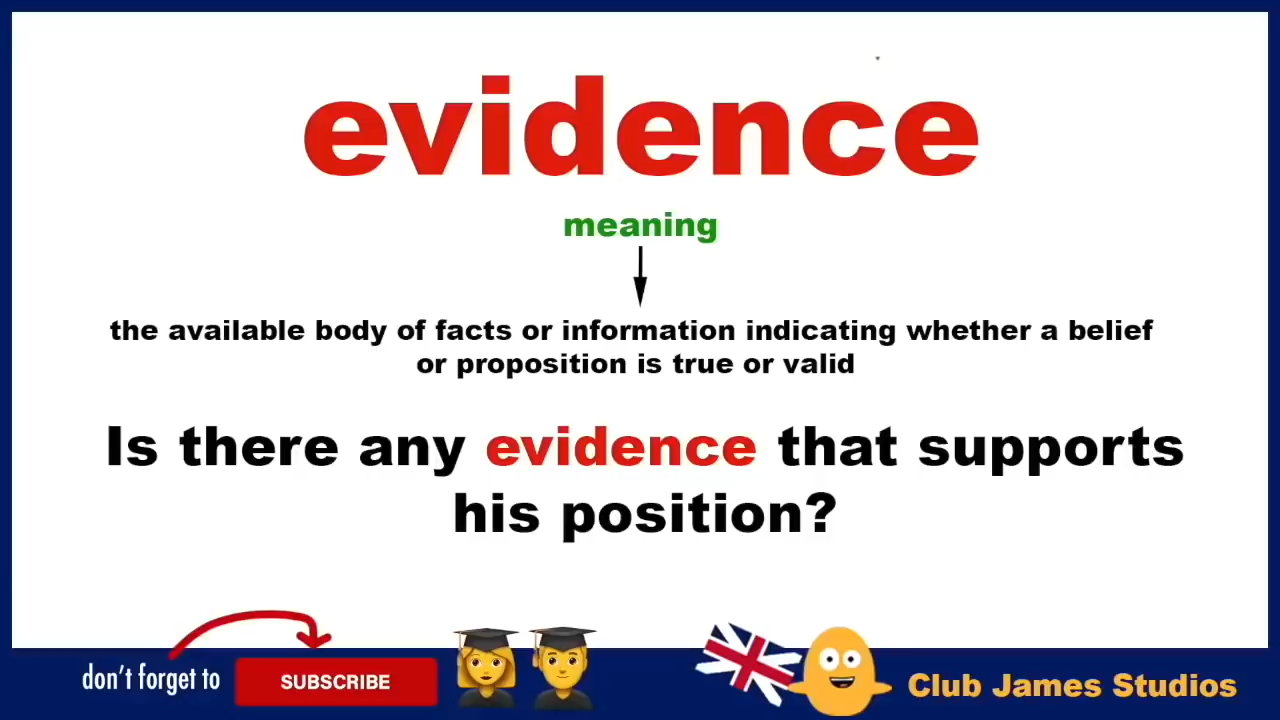 evidence
meaning
the available body of facts or information indicating whether a belief
or proposition is true or valid
Is there any evidence that supports
his position?
don't forget to
SUBSCRIBE
Club James Studios